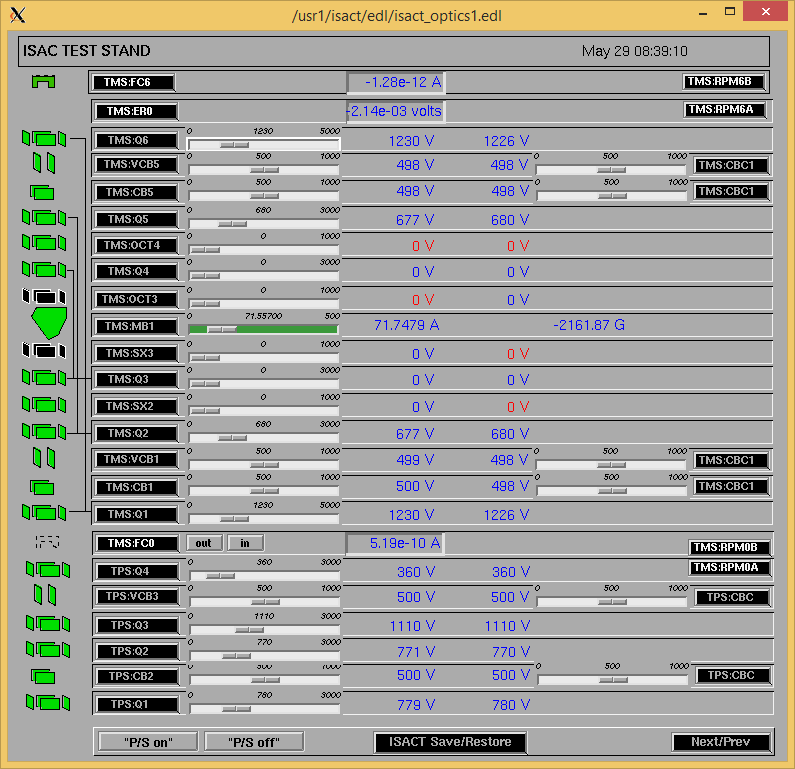 /usr1/isact/edl/isact_optics1.edl
ISAC TEST STAND May 29 08:39:10
TMS:FC6 -1.28e-12 A TMS:RPM6B
TMS:ER0 -2.14e-03 volts TMS:RPM6A
TMS:Q6 0 1230 5000 1230 V 1226 V
TMS:VCB5 0 500 1000 498 V 498 V 0 500 1000 TMS:CBC1
TMS:CB5 0 500 1000 498 V 498 V 0 500 1000 TMS:CBC1
TMS:Q5 0 680 3000 677 V 680 V
TMS:OCT4 0 0 1000 0 V 0 V
TMS:Q4 0 0 3000 0 V 0 V
TMS:OCT3 0 0 1000 0 V 0 V
TMS:MB1 0 71.55700 500 71.7479 A -2161.87 G
TMS:SX3 0 0 1000 0 V 0 V
TMS:Q3 0 0 3000 0 V 0 V
TMS:SX2 0 0 1000 0 V 0 V
TMS:Q2 0 680 3000 677 V 680 V
TMS:VCB1 0 500 1000 499 V 498 V 0 500 1000 TMS:CBC1
TMS:CB1 0 500 1000 500 V 498 V 0 500 1000 TMS:CBC1
TMS:Q1 0 1230 5000 1230 V 1226 V
TMS:FC0 out in 5.19e-10 A TMS:RPM0B
TMS:RPM0A
TPS:Q4 0 360 3000 360 V 360 V
TPS:VCB3 0 500 1000 500 V 500 V 0 500 1000 TPS:CBC
TPS:Q3 0 1110 3000 1110 V 1110 V
TPS:Q2 0 770 3000 771 V 770 V
TPS:CB2 0 500 1000 500 V 500 V 0 500 1000 TPS:CBC
TPS:Q1 0 780 3000 779 V 780 V
"P/S on" "P/S off" ISACT Save/Restore Next/Prev